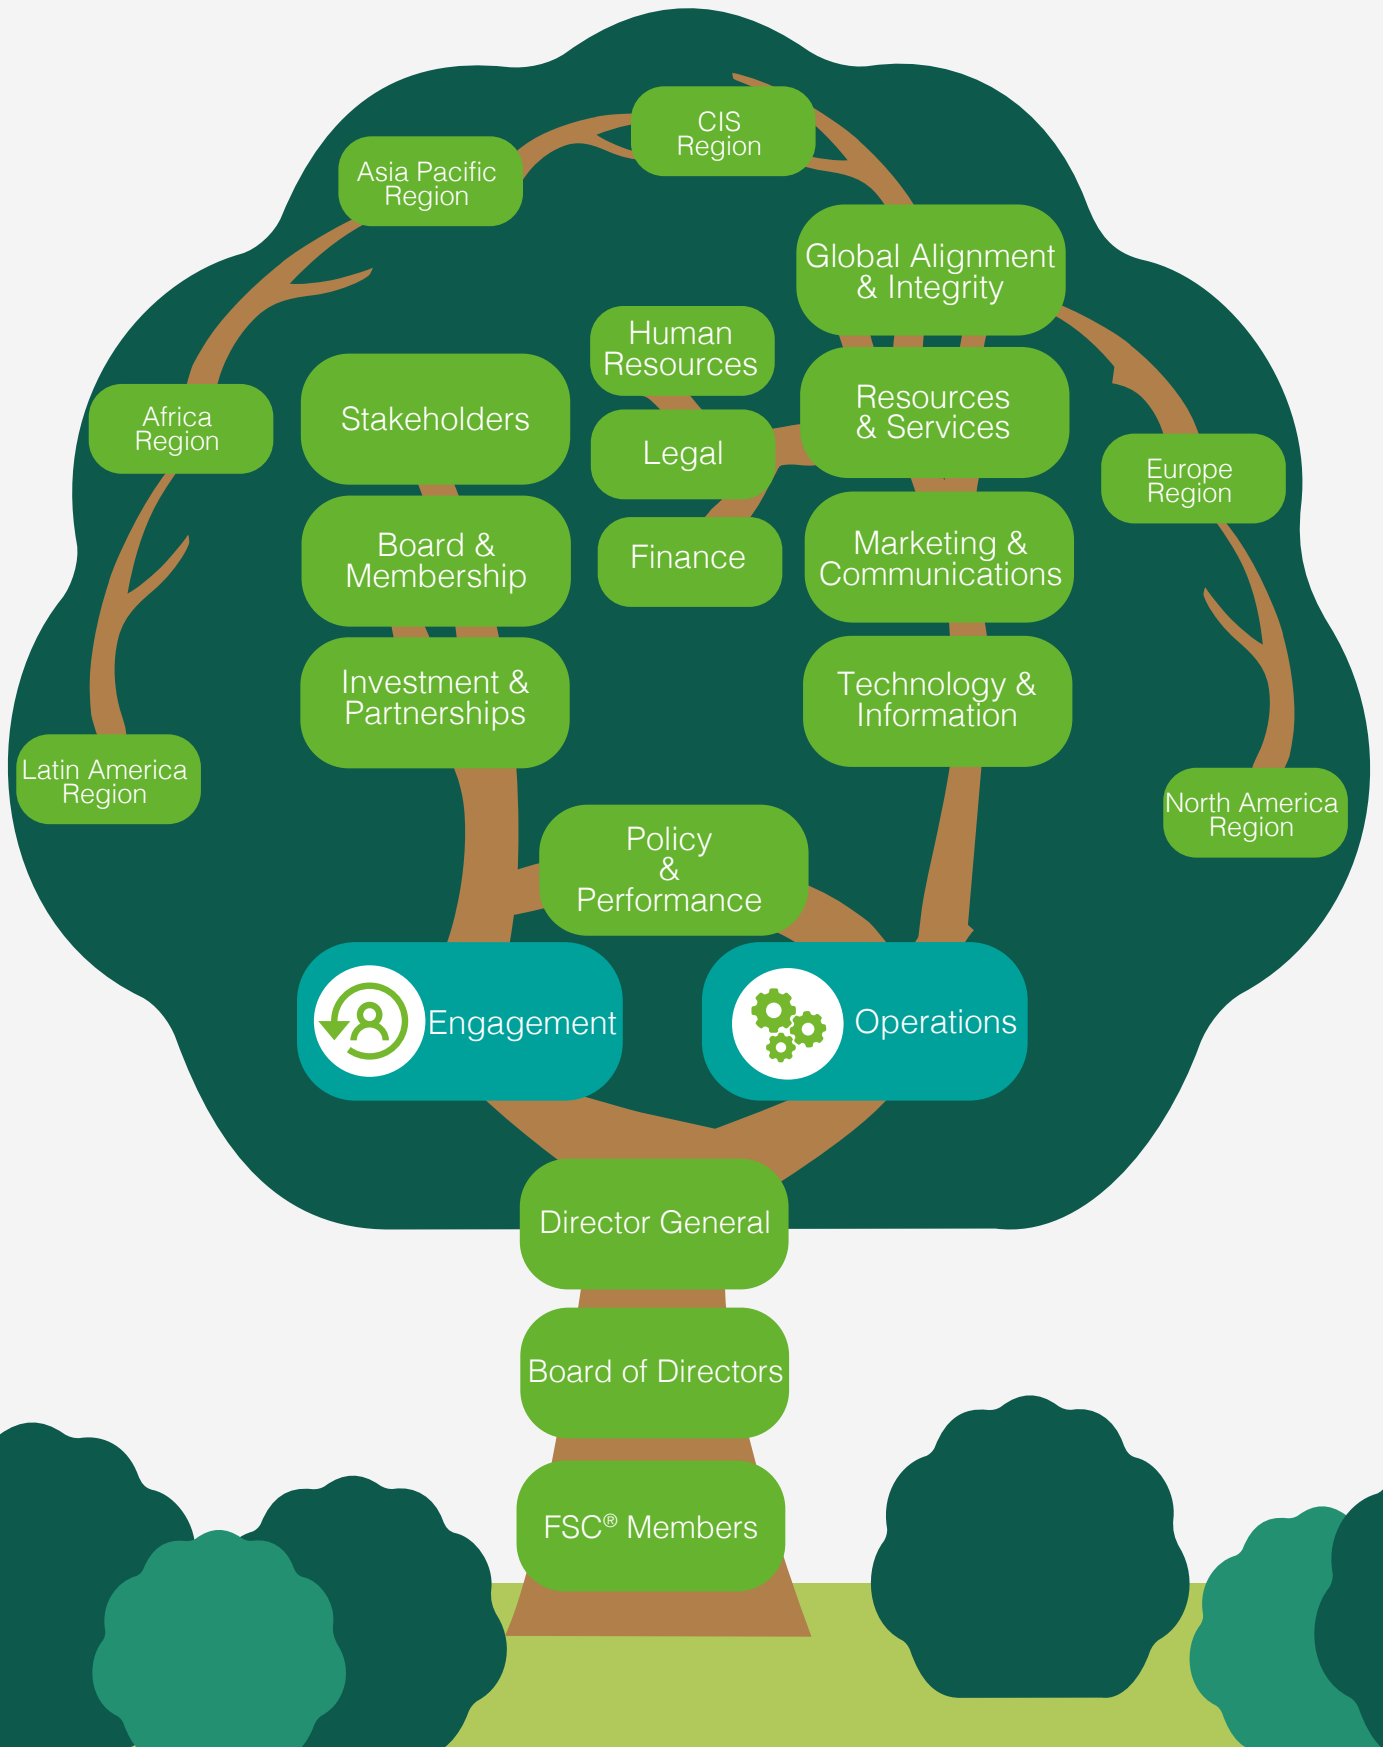 CIS
Region
Asia Pacific
Region
Global Alignment
& Integrity
Human
Resources
Stakeholders
Resources
& Services
Africa
Region
Legal
Europe
Region
Board &
Membership
Finance
Marketing &
Communications
Investment &
Partnerships
Technology &
Information
Latin America
Region
North America
Region
Policy
&
Performance
Engagement
Operations
Director General
Board of Directors
FSC® Members